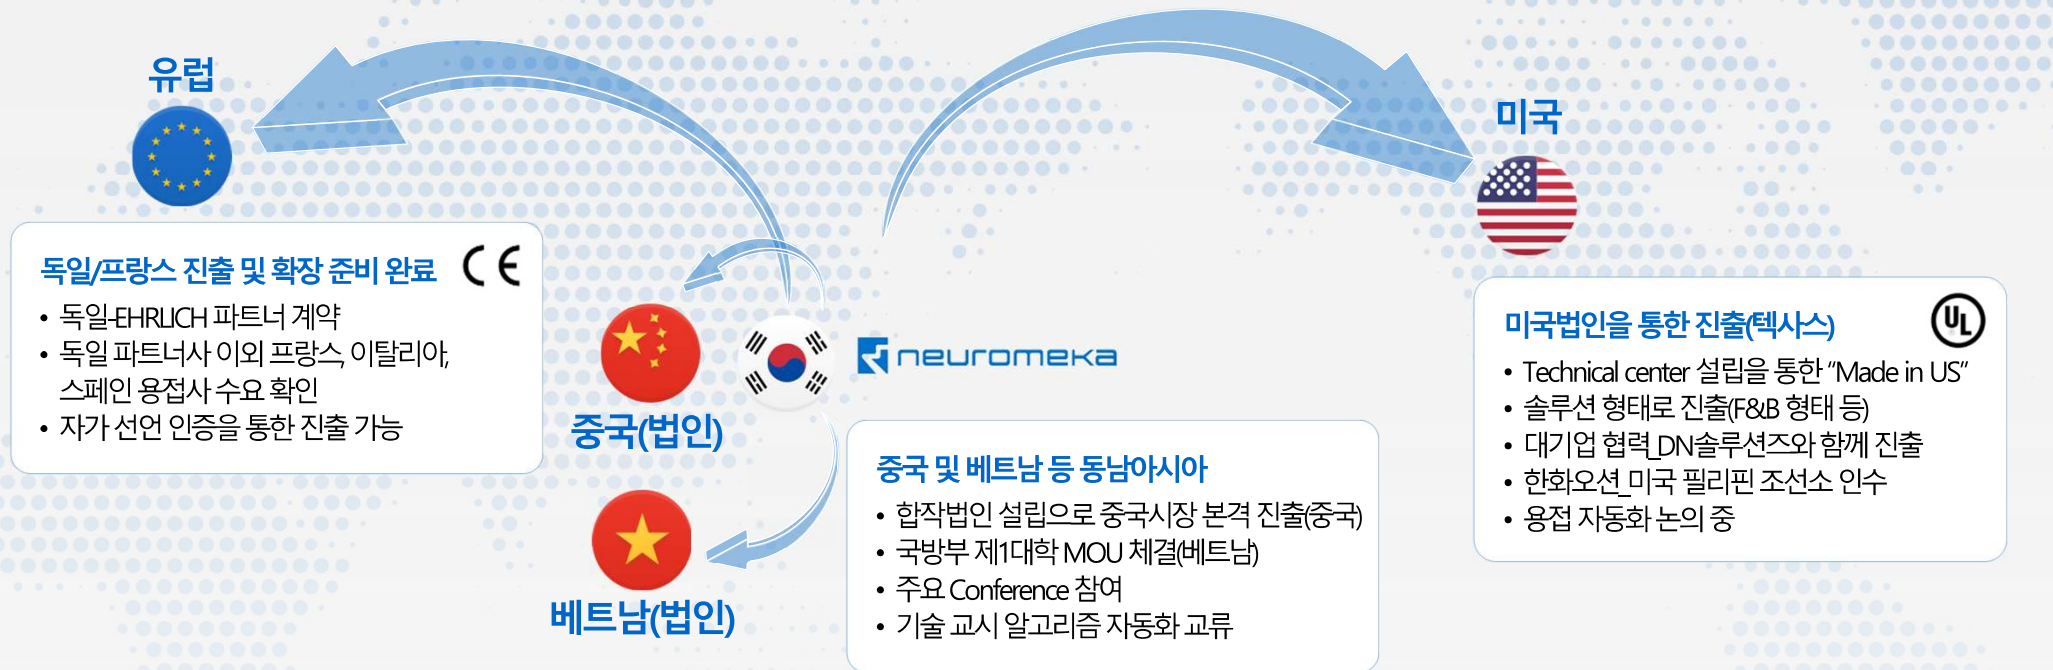 유럽
미국
독일/프랑스 진출 및 확장 준비 완료
CE
• 독일-EHRLICH 파트너 계약
• 독일 파트너사 이외 프랑스, 이탈리아,
스페인 용접사 수요 확인
• 자가 선언 인증을 통한 진출 가능
중국(법인)
neuromeka
베트남(법인)
중국 및 베트남 등 동남아시아
• 합작법인 설립으로 중국시장 본격 진출(중국)
• 국방부 제1대학 MOU 체결(베트남)
• 주요 Conference 참여
• 기술 교시 알고리즘 자동화 교류
미국법인을 통한 진출(텍사스)
UL
• Technical center 설립을 통한 “Made in US”
• 솔루션 형태로 진출(F&B 형태 등)
• 대기업 협력_DN솔루션즈와 함께 진출
• 한화오션_미국 필리핀 조선소 인수
• 용접 자동화 논의 중